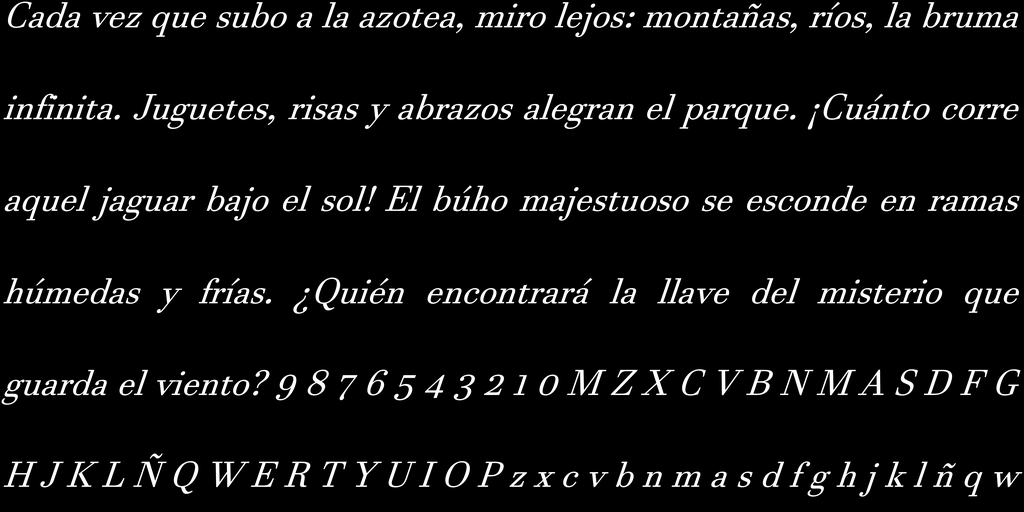 Cada vez que subo a la azotea, miro lejos: montañas, ríos, la bruma
infinita. Juguetes, risas y abrazos alegran el parque. ¡Cuánto corre
aquel jaguar bajo el sol! El búho majestuoso se esconde en ramas
húmedas y frías. ¿Quién encontrará la llave del misterio que
guarda el viento? 9 8 7 6 5 4 3 2 1 0 M Z X C V B N M A S D F G
H J K L Ñ Q W E R T Y U I O P z x c v b n m a s d f g h j k l ñ q w